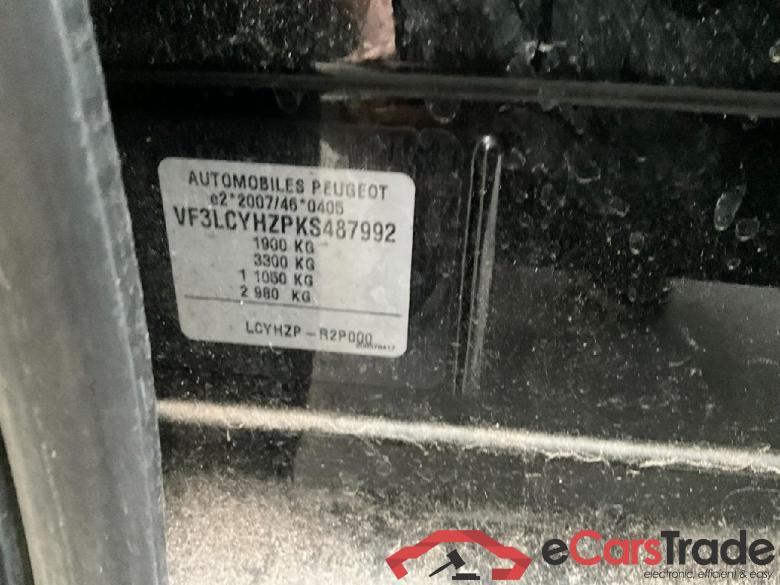 AUTOMOBILES PEUGEOT
e2*2007/46*0405
VF3LCYHZPKS487992
1900 KG
3300 KG
1 1050 KG
2 980 KG
LCYHZP - R2P000
eCarsTrade
electronic, efficient & easy